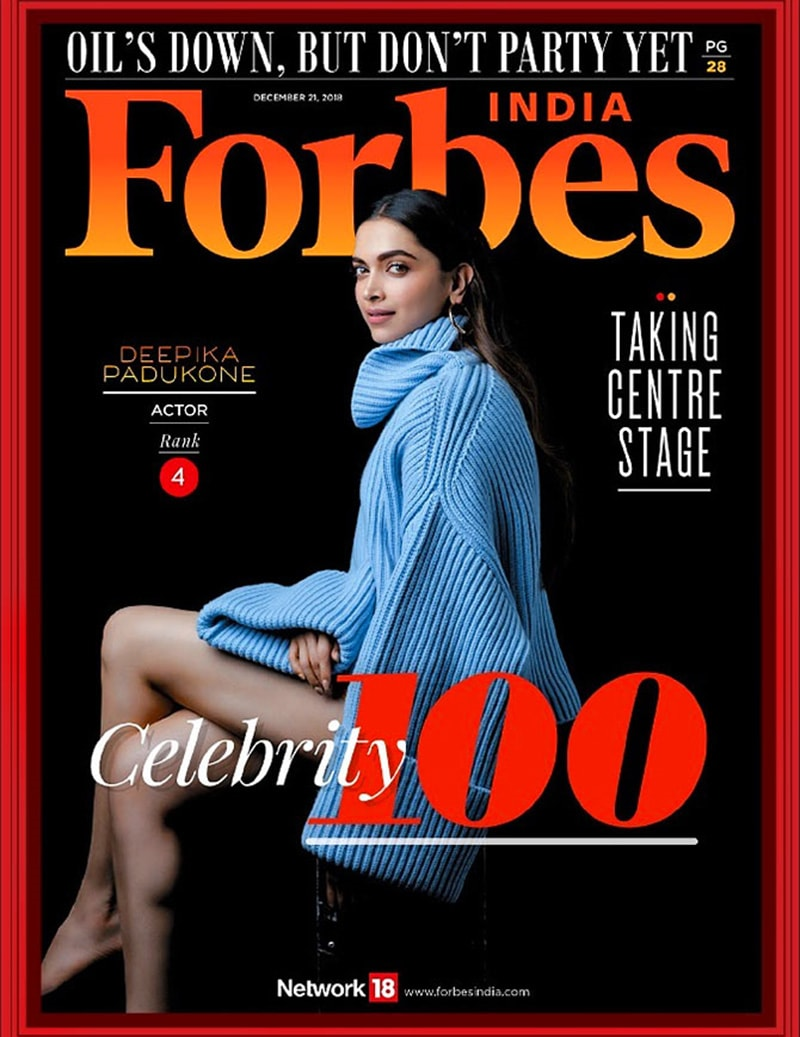 OIL'S DOWN, BUT DON'T PARTY YET PG 28
DECEMBER 21, 2018
INDIA
Forbes
TAKING
CENTRE
STAGE
DEEPIKA
PADUKONE
ACTOR
Rank
4
Celebrity 100
Network 18 www.forbesindia.com